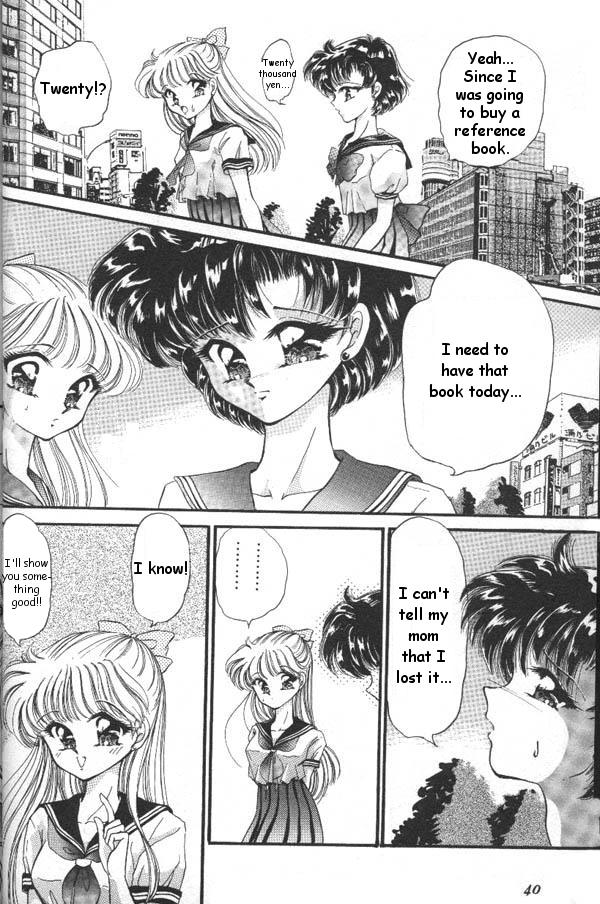 Yeah...
Since I
was going
to buy a
reference
book.
Twenty
thousand
yen...
Twenty!?
I need to
have that
book today...
I can't
tell my
mom
that I
lost it...
I know!
I'll show
you some-
thing
good!!
40